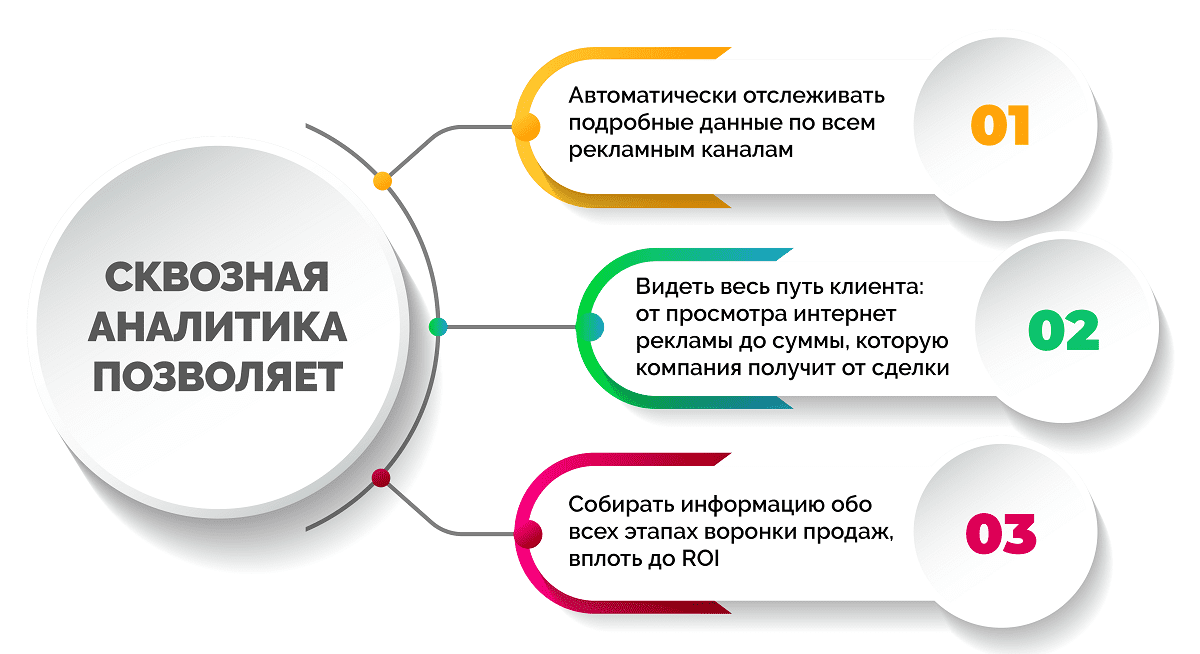 СКВОЗНАЯ
АНАЛИТИКА
ПОЗВОЛЯЕТ
Автоматически отслеживать
подробные данные по всем
рекламным каналам
01
Видеть весь путь клиента:
от просмотра интернет
рекламы до суммы, которую
компания получит от сделки
02
Собирать информацию обо
всех этапах воронки продаж,
вплоть до ROI
03